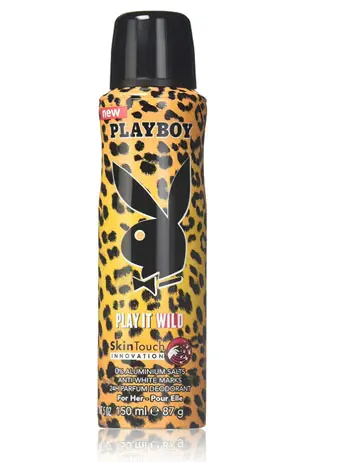 new
PLAYBOY
PLAY IT WILD
SkinTouch
INNOVATION
0% ALUMINIUM SALTS
ANTI WHITE MARKS
24H PARFUM DEODORANT
For Her - Pour Elle
150 ml e 87 g